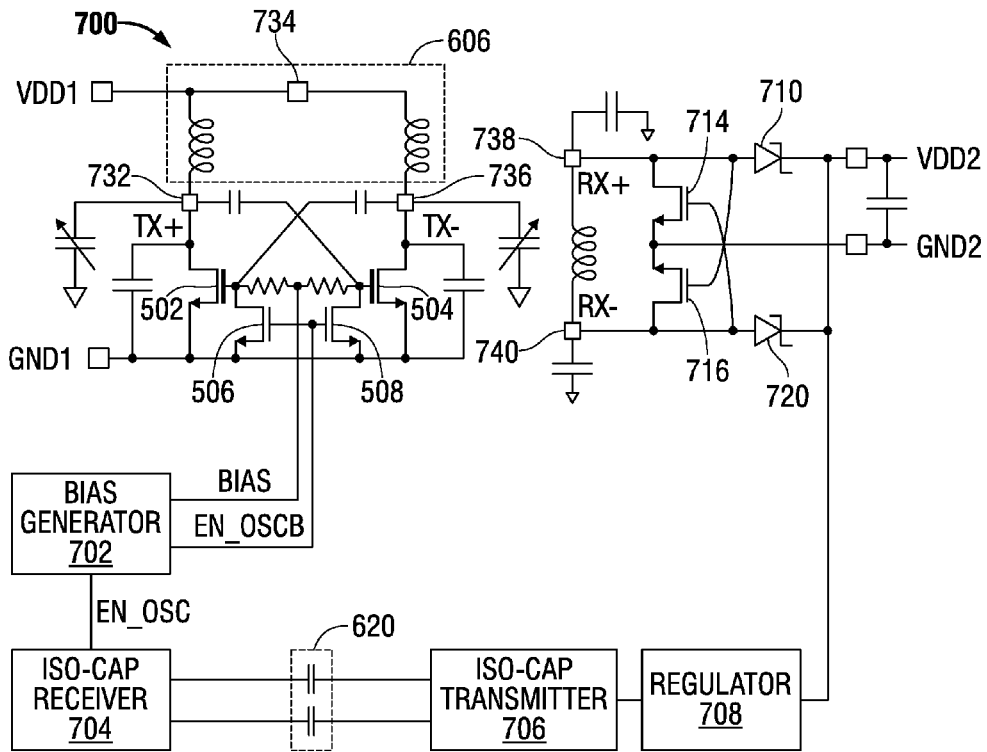 700
734
606
VDD1
732
TX+
736
TX-
502
504
GND1
506
508
738
RX+
714
710
VDD2
GND2
RX-
740
716
720
BIAS
GENERATOR
702
BIAS
EN_OSCB
EN_OSC
620
ISO-CAP
RECEIVER
704
ISO-CAP
TRANSMITTER
706
REGULATOR
708